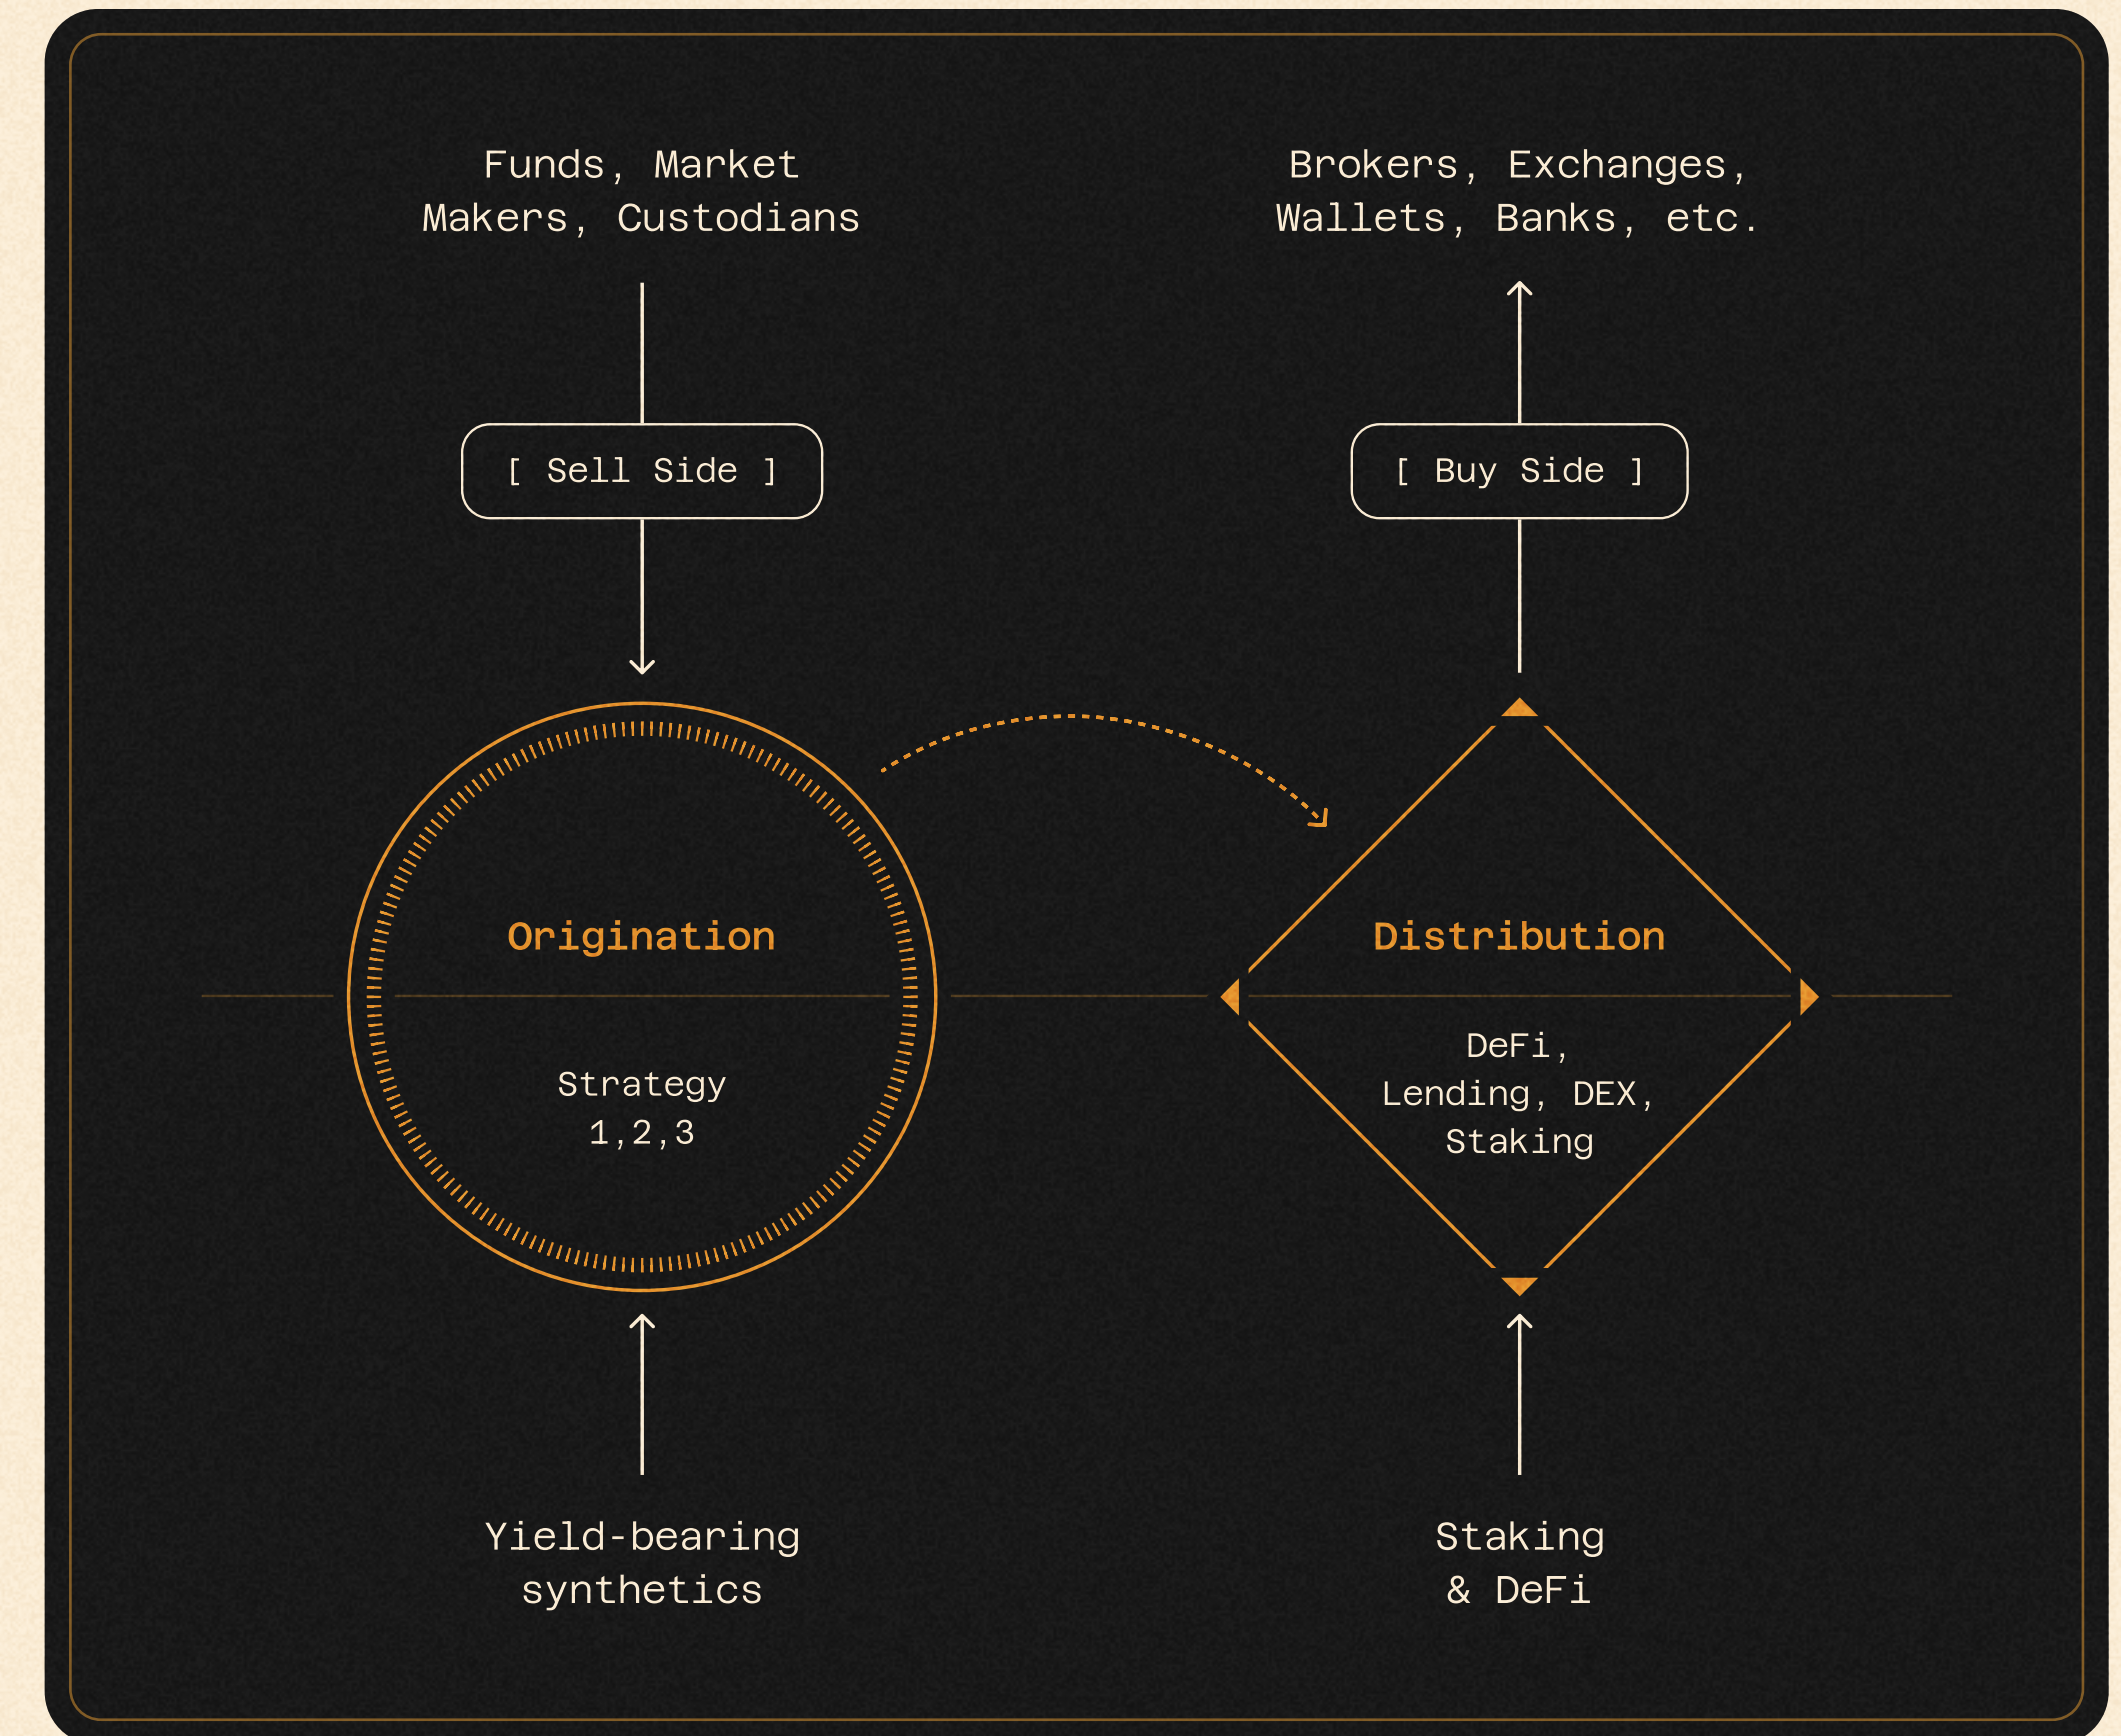 Funds, Market
Makers, Custodians
[ Sell Side ]
Origination
Strategy
1,2,3
Yield-bearing
synthetics
Brokers, Exchanges,
Wallets, Banks, etc.
[ Buy Side ]
Distribution
DeFi,
Lending, DEX,
Staking
Staking
& DeFi